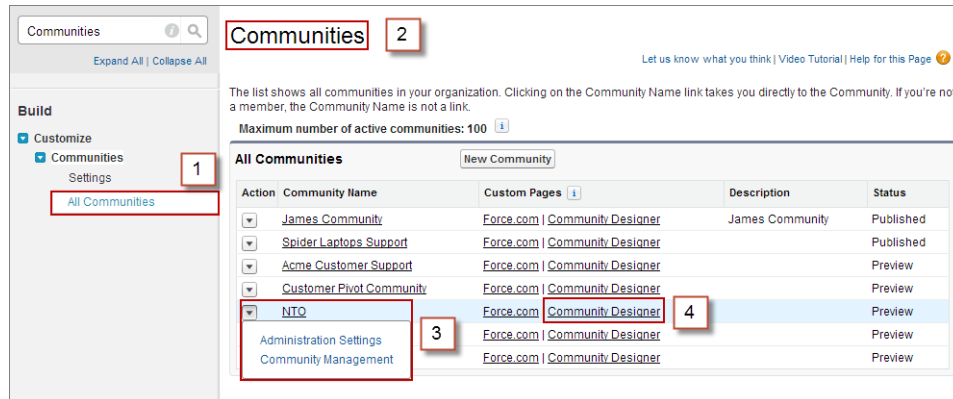 Communities
Expand All | Collapse All
Build
Customize
Communities
Settings
All Communities
1
Communities
2
Let us know what you think | Video Tutorial | Help for this Page
The list shows all communities in your organization. Clicking on the Community Name link takes you directly to the Community. If you're not
a member, the Community Name is not a link.
Maximum number of active communities: 100 i
All Communities New Community
Action Community Name Custom Pages i Description Status
James Community Force.com | Community Designer James Community Published
Spider Laptops Support Force.com | Community Designer Published
Acme Customer Support Force.com | Community Designer Preview
Customer Pivot Community Force.com | Community Designer Preview
NTO Force.com | Community Designer 4 Preview
Administration Settings 3 Force.com | Community Designer Preview
Community Management Force.com | Community Designer Preview